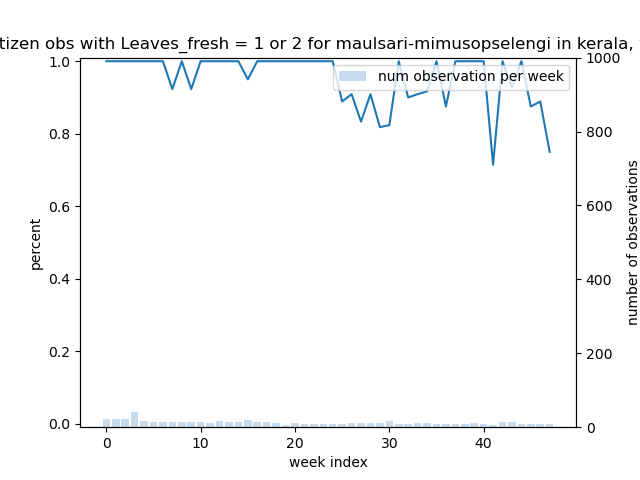 tizen obs with Leaves_fresh = 1 or 2 for maulsari-mimusopselengi in kerala,
num observation per week
1.0
0.8
0.6
0.4
0.2
0.0
percent
1000
800
600
400
200
0
number of observations
0 10 20 30 40
week index